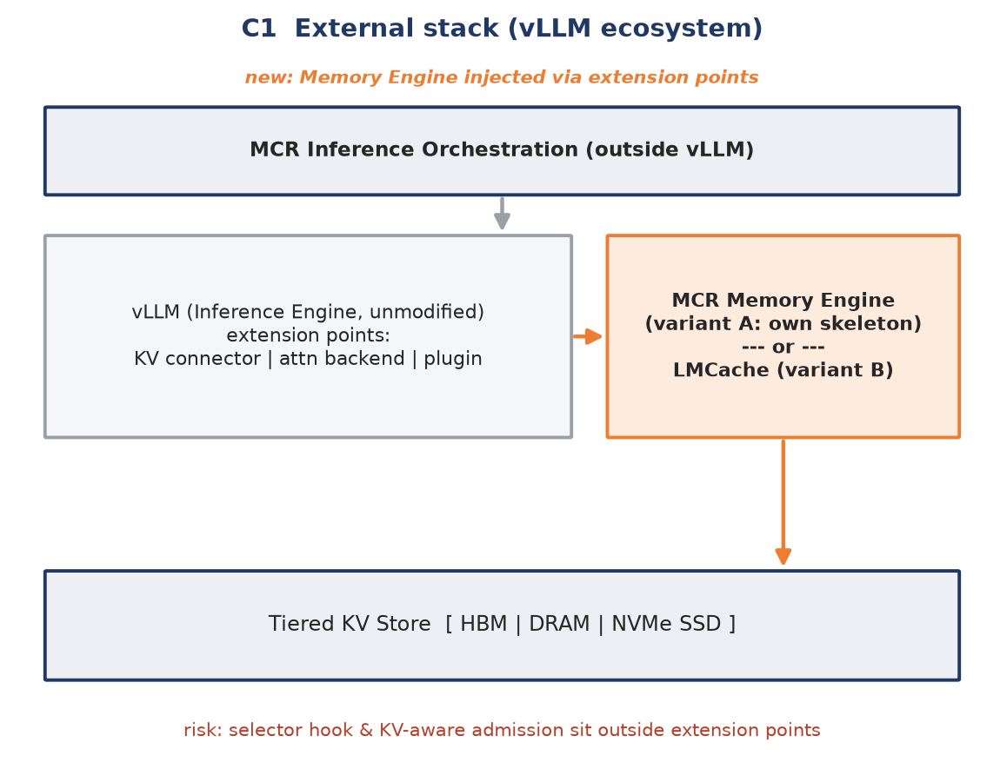 C1 External stack (vLLM ecosystem)
new: Memory Engine injected via extension points
MCR Inference Orchestration (outside vLLM)
vLLM (Inference Engine, unmodified)
extension points:
KV connector | attn backend | plugin
MCR Memory Engine
(variant A: own skeleton)
--- or ---
LMCache (variant B)
Tiered KV Store [ HBM | DRAM | NVMe SSD ]
risk: selector hook & KV-aware admission sit outside extension points